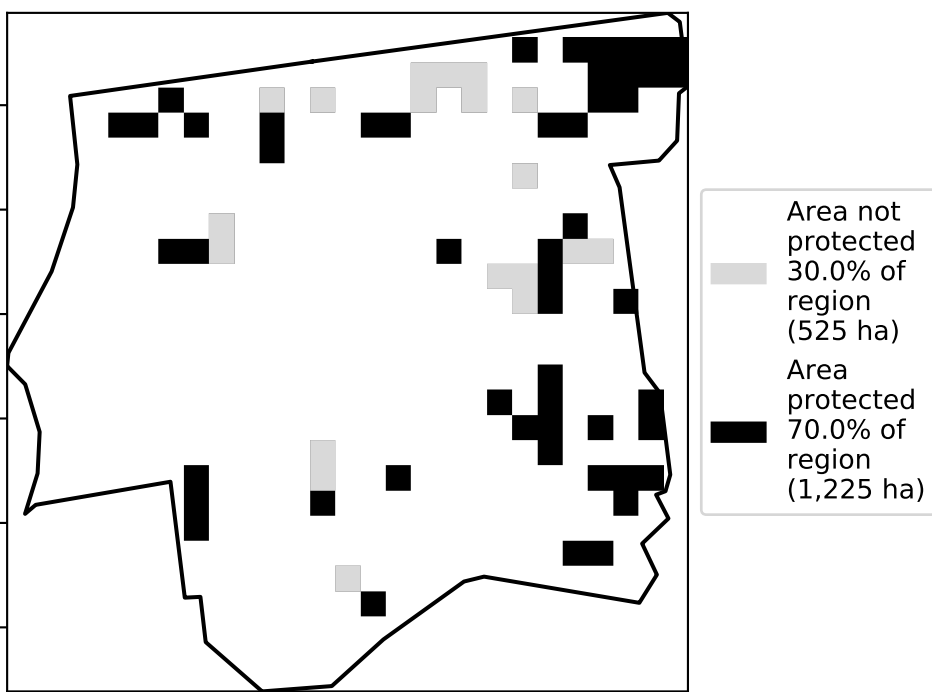 Area not
protected
30.0% of
region
(525 ha)
Area
protected
70.0% of
region
(1,225 ha)